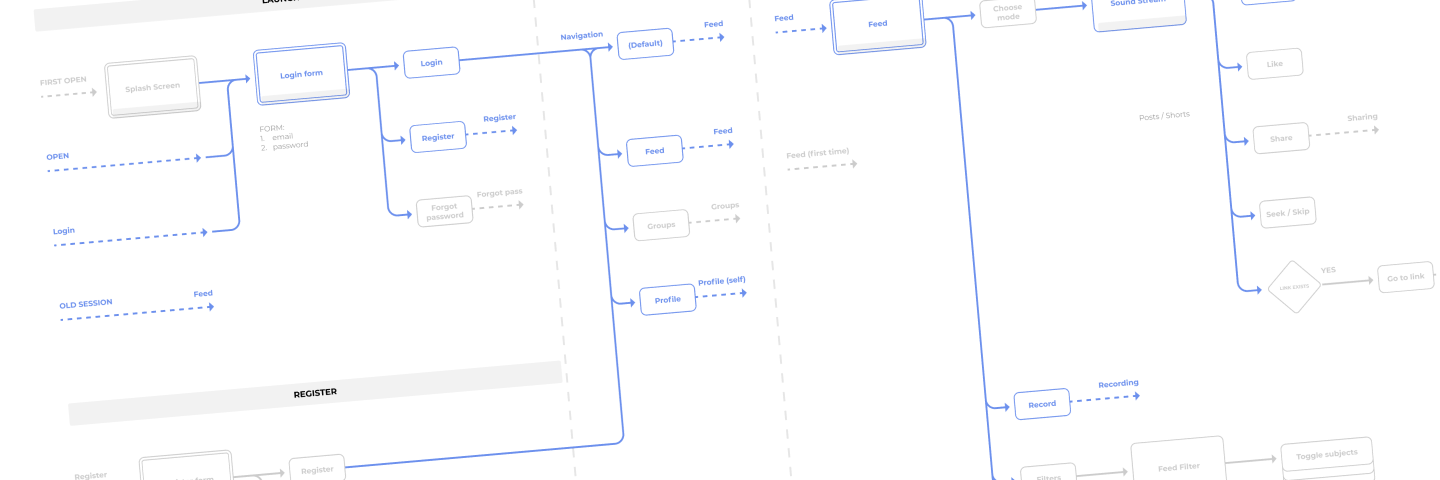 FIRST OPEN
Splash Screen
Login form
FORM:
1. email
2. password
OPEN
Login
OLD SESSION
Feed
Login
Register
Register
Forgot
password
Forgot pass
REGISTER
Register
Register
Navigation
(Default)
Feed
Feed
Feed
Groups
Groups
Profile
Profile (self)
Feed
Feed
Feed (first time)
Choose
mode
Sound Stream
Posts / Shorts
Like
Share
Sharing
Seek / Skip
LINK EXISTS
YES
Go to link
Record
Recording
Filters
Feed Filter
Toggle subjects